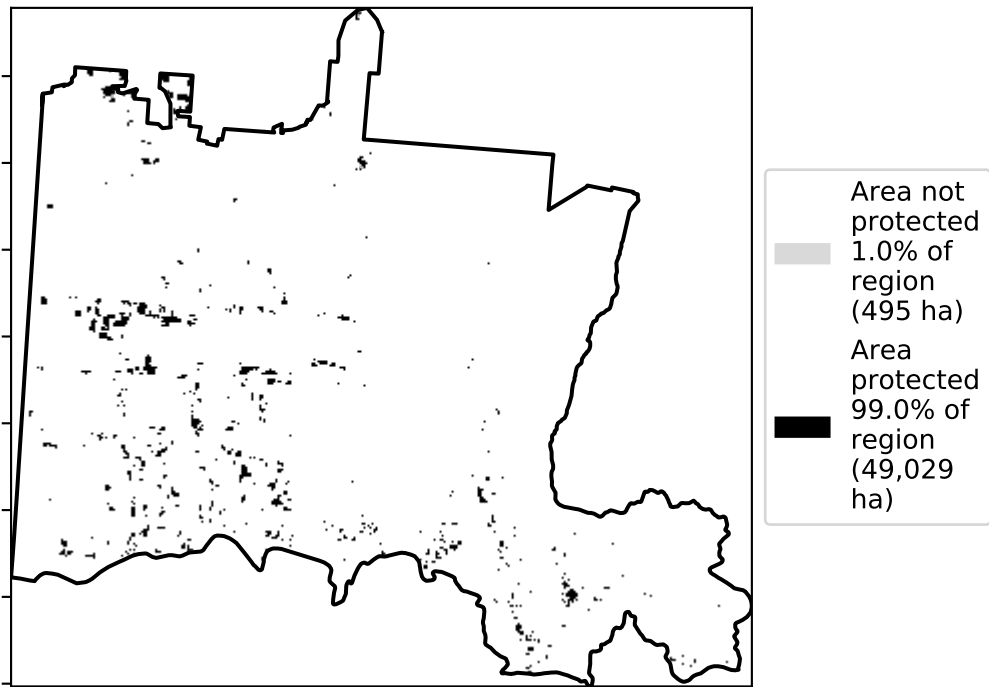 Area not
protected
1.0% of
region
(495 ha)
Area
protected
99.0% of
region
(49,029
ha)